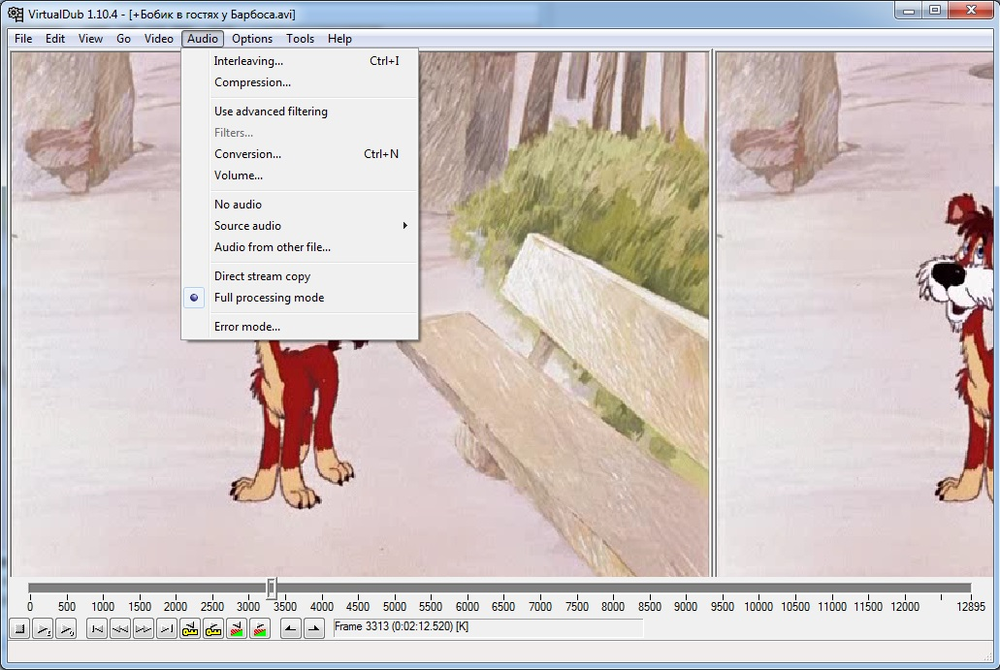 VirtualDub 1.10.4 - [+Бобик в гостях у Барбоса.avi]
File Edit View Go Video Audio Options Tools Help
Interleaving... Ctrl+I
Compression...
Use advanced filtering
Filters...
Conversion... Ctrl+N
Volume...
No audio
Source audio
Audio from other file...
Direct stream copy
Full processing mode
Error mode...
0 500 1000 1500 2000 2500 3000 3500 4000 4500 5000 5500 6000 6500 7000 7500 8000 8500 9000 9500 10000 10500 11000 11500 12000 12895
Frame 3313 (0:02:12.520) [K]